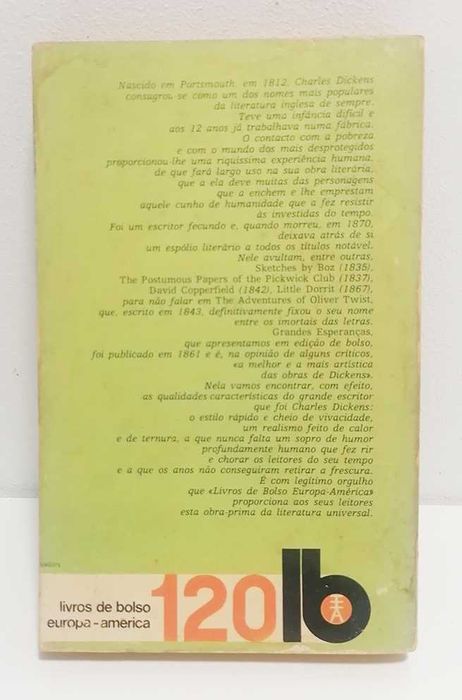 Nascido em Portsmouth, em 1812, Charles Dickens
consagrou-se como um dos nomes mais populares
da literatura inglesa de sempre.
Teve uma infância difícil e
aos 12 anos já trabalhava numa fábrica.
O contacto com a pobreza
e com o mundo dos mais desprotegidos
proporcionou-lhe uma riquíssima experiência humana,
de que fará largo uso na sua obra literária,
que a ela deve muitas das personagens
que a enchem e lhe emprestam
aquele cunho de humanidade que a fez resistir
às investidas do tempo.
Foi um escritor fecundo e, quando morreu, em 1870,
deixava atrás de si
um espólio literário a todos os títulos notável.
Nele avultam, entre outras,
Sketches by Boz (1835),
The Postumous Papers of the Pickwick Club (1837),
David Copperfield (1842), Little Dorrit (1867),
para não falar em The Adventures of Oliver Twist,
que, escrito em 1843, definitivamente fixou o seu nome
entre os imortais das letras.
Grandes Esperanças,
que apresentamos em edição de bolso,
foi publicado em 1861 e é, na opinião de alguns críticos,
«a melhor e a mais artística
das obras de Dickens».
Nela vamos encontrar, com efeito,
as qualidades características do grande escritor
que foi Charles Dickens:
o estilo rápido e cheio de vivacidade,
um realismo feito de calor
e de ternura, a que nunca falta um sopro de humor
profundamente humano que fez rir
e chorar os leitores do seu tempo
e a que os anos não conseguiram retirar a frescura.
É com legítimo orgulho
que «Livros de Bolso Europa-América»
proporciona aos seus leitores
esta obra-prima da literatura universal.
livros de bolso
europa-américa
120
lb
EA